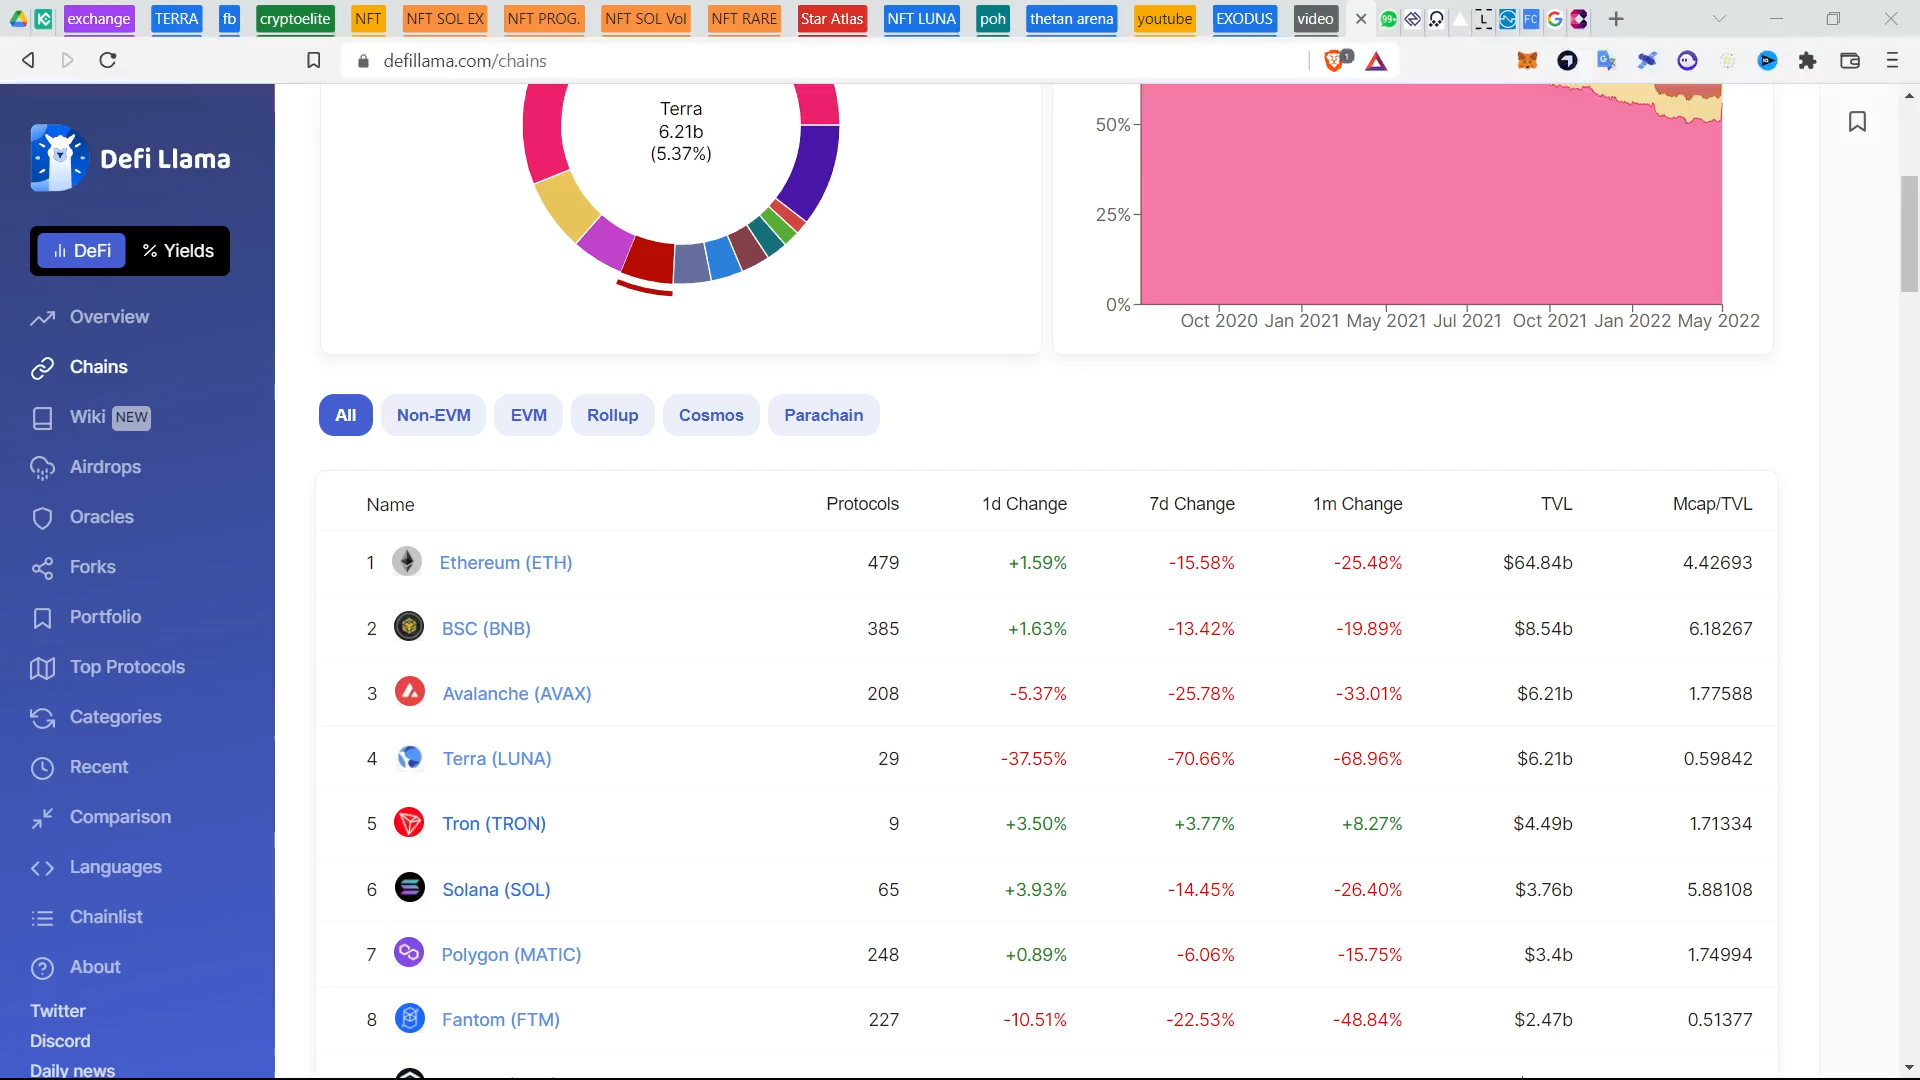 exchange TERRA fb cryptoelite NFT NFT SOL EX NFT PROG. NFT SOL Vol NFT RARE Star Atlas NFT LUNA poh thetan arena youtube EXODUS video
defillama.com/chains
Defi Llama
DeFi % Yields
Overview
Chains
Wiki NEW
Airdrops
Oracles
Forks
Portfolio
Top Protocols
Categories
Recent
Comparison
Languages
Chainlist
About
Twitter
Discord
Daily news
Terra
6.21b
(5.37%)
50%
25%
0%
Oct 2020 Jan 2021 May 2021 Jul 2021 Oct 2021 Jan 2022 May 2022
All Non-EVM EVM Rollup Cosmos Parachain
Name Protocols 1d Change 7d Change 1m Change TVL Mcap/TVL
1 Ethereum (ETH) 479 +1.59% -15.58% -25.48% $64.84b 4.42693
2 BSC (BNB) 385 +1.63% -13.42% -19.89% $8.54b 6.18267
3 Avalanche (AVAX) 208 -5.37% -25.78% -33.01% $6.21b 1.77588
4 Terra (LUNA) 29 -37.55% -70.66% -68.96% $6.21b 0.59842
5 Tron (TRON) 9 +3.50% +3.77% +8.27% $4.49b 1.71334
6 Solana (SOL) 65 +3.93% -14.45% -26.40% $3.76b 5.88108
7 Polygon (MATIC) 248 +0.89% -6.06% -15.75% $3.4b 1.74994
8 Fantom (FTM) 227 -10.51% -22.53% -48.84% $2.47b 0.51377